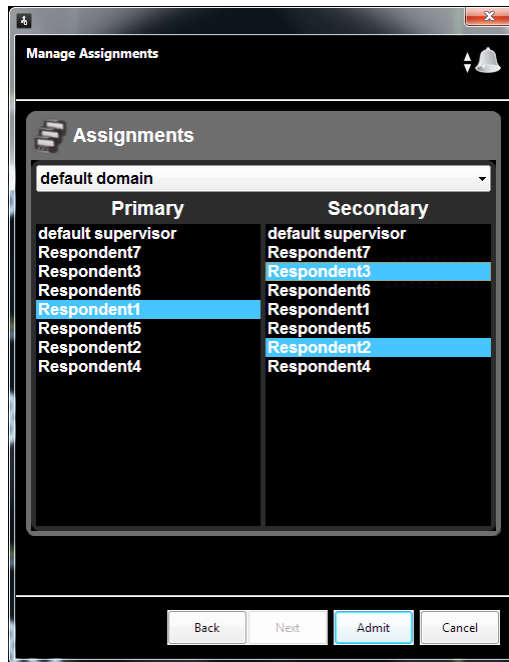 Manage Assignments
Assignments
default domain
Primary
default supervisor
Respondent7
Respondent3
Respondent6
Respondent1
Respondent5
Respondent2
Respondent4
Secondary
default supervisor
Respondent7
Respondent3
Respondent6
Respondent1
Respondent5
Respondent2
Respondent4
Back
Next
Admit
Cancel